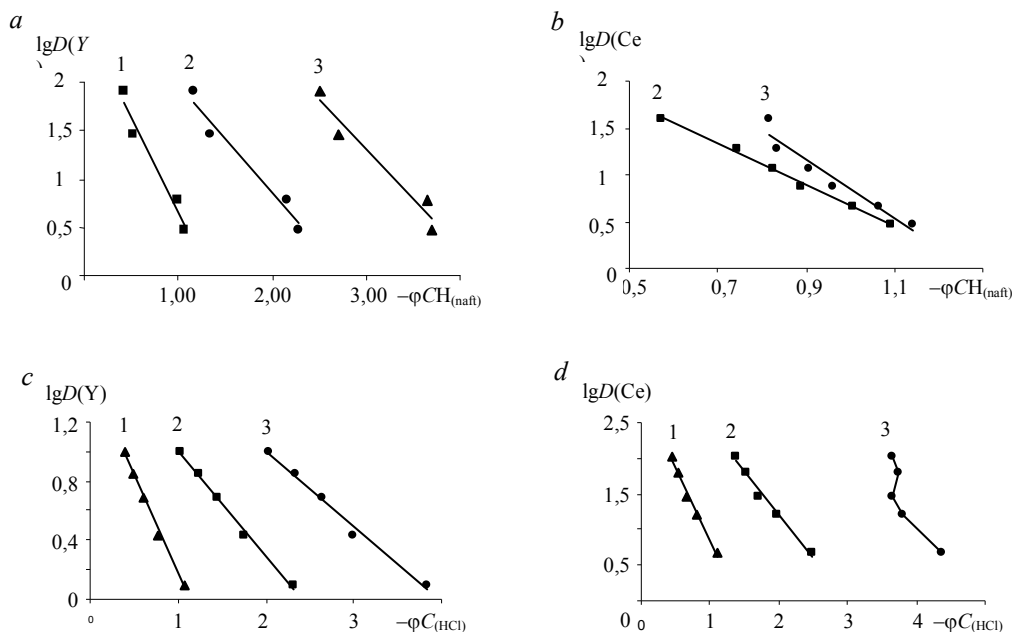 a
lgD(Y
)
1 2 3
2
1,5
1
0,5
0
1,00 2,00 3,00 –φCH(naft)
b
lgD(Ce
)
2 3
2
1,5
1
0,5
0
0,5 0,7 0,9 1,1 –φCH(naft)
c
lgD(Y)
1 2 3
1,2
0,8
0,4
0
0 1 2 3 –φC(HCl)
d
lgD(Ce)
1 2 3
2,5
1,5
0,5
0 0 1 2 3 4 –φC(HCl)